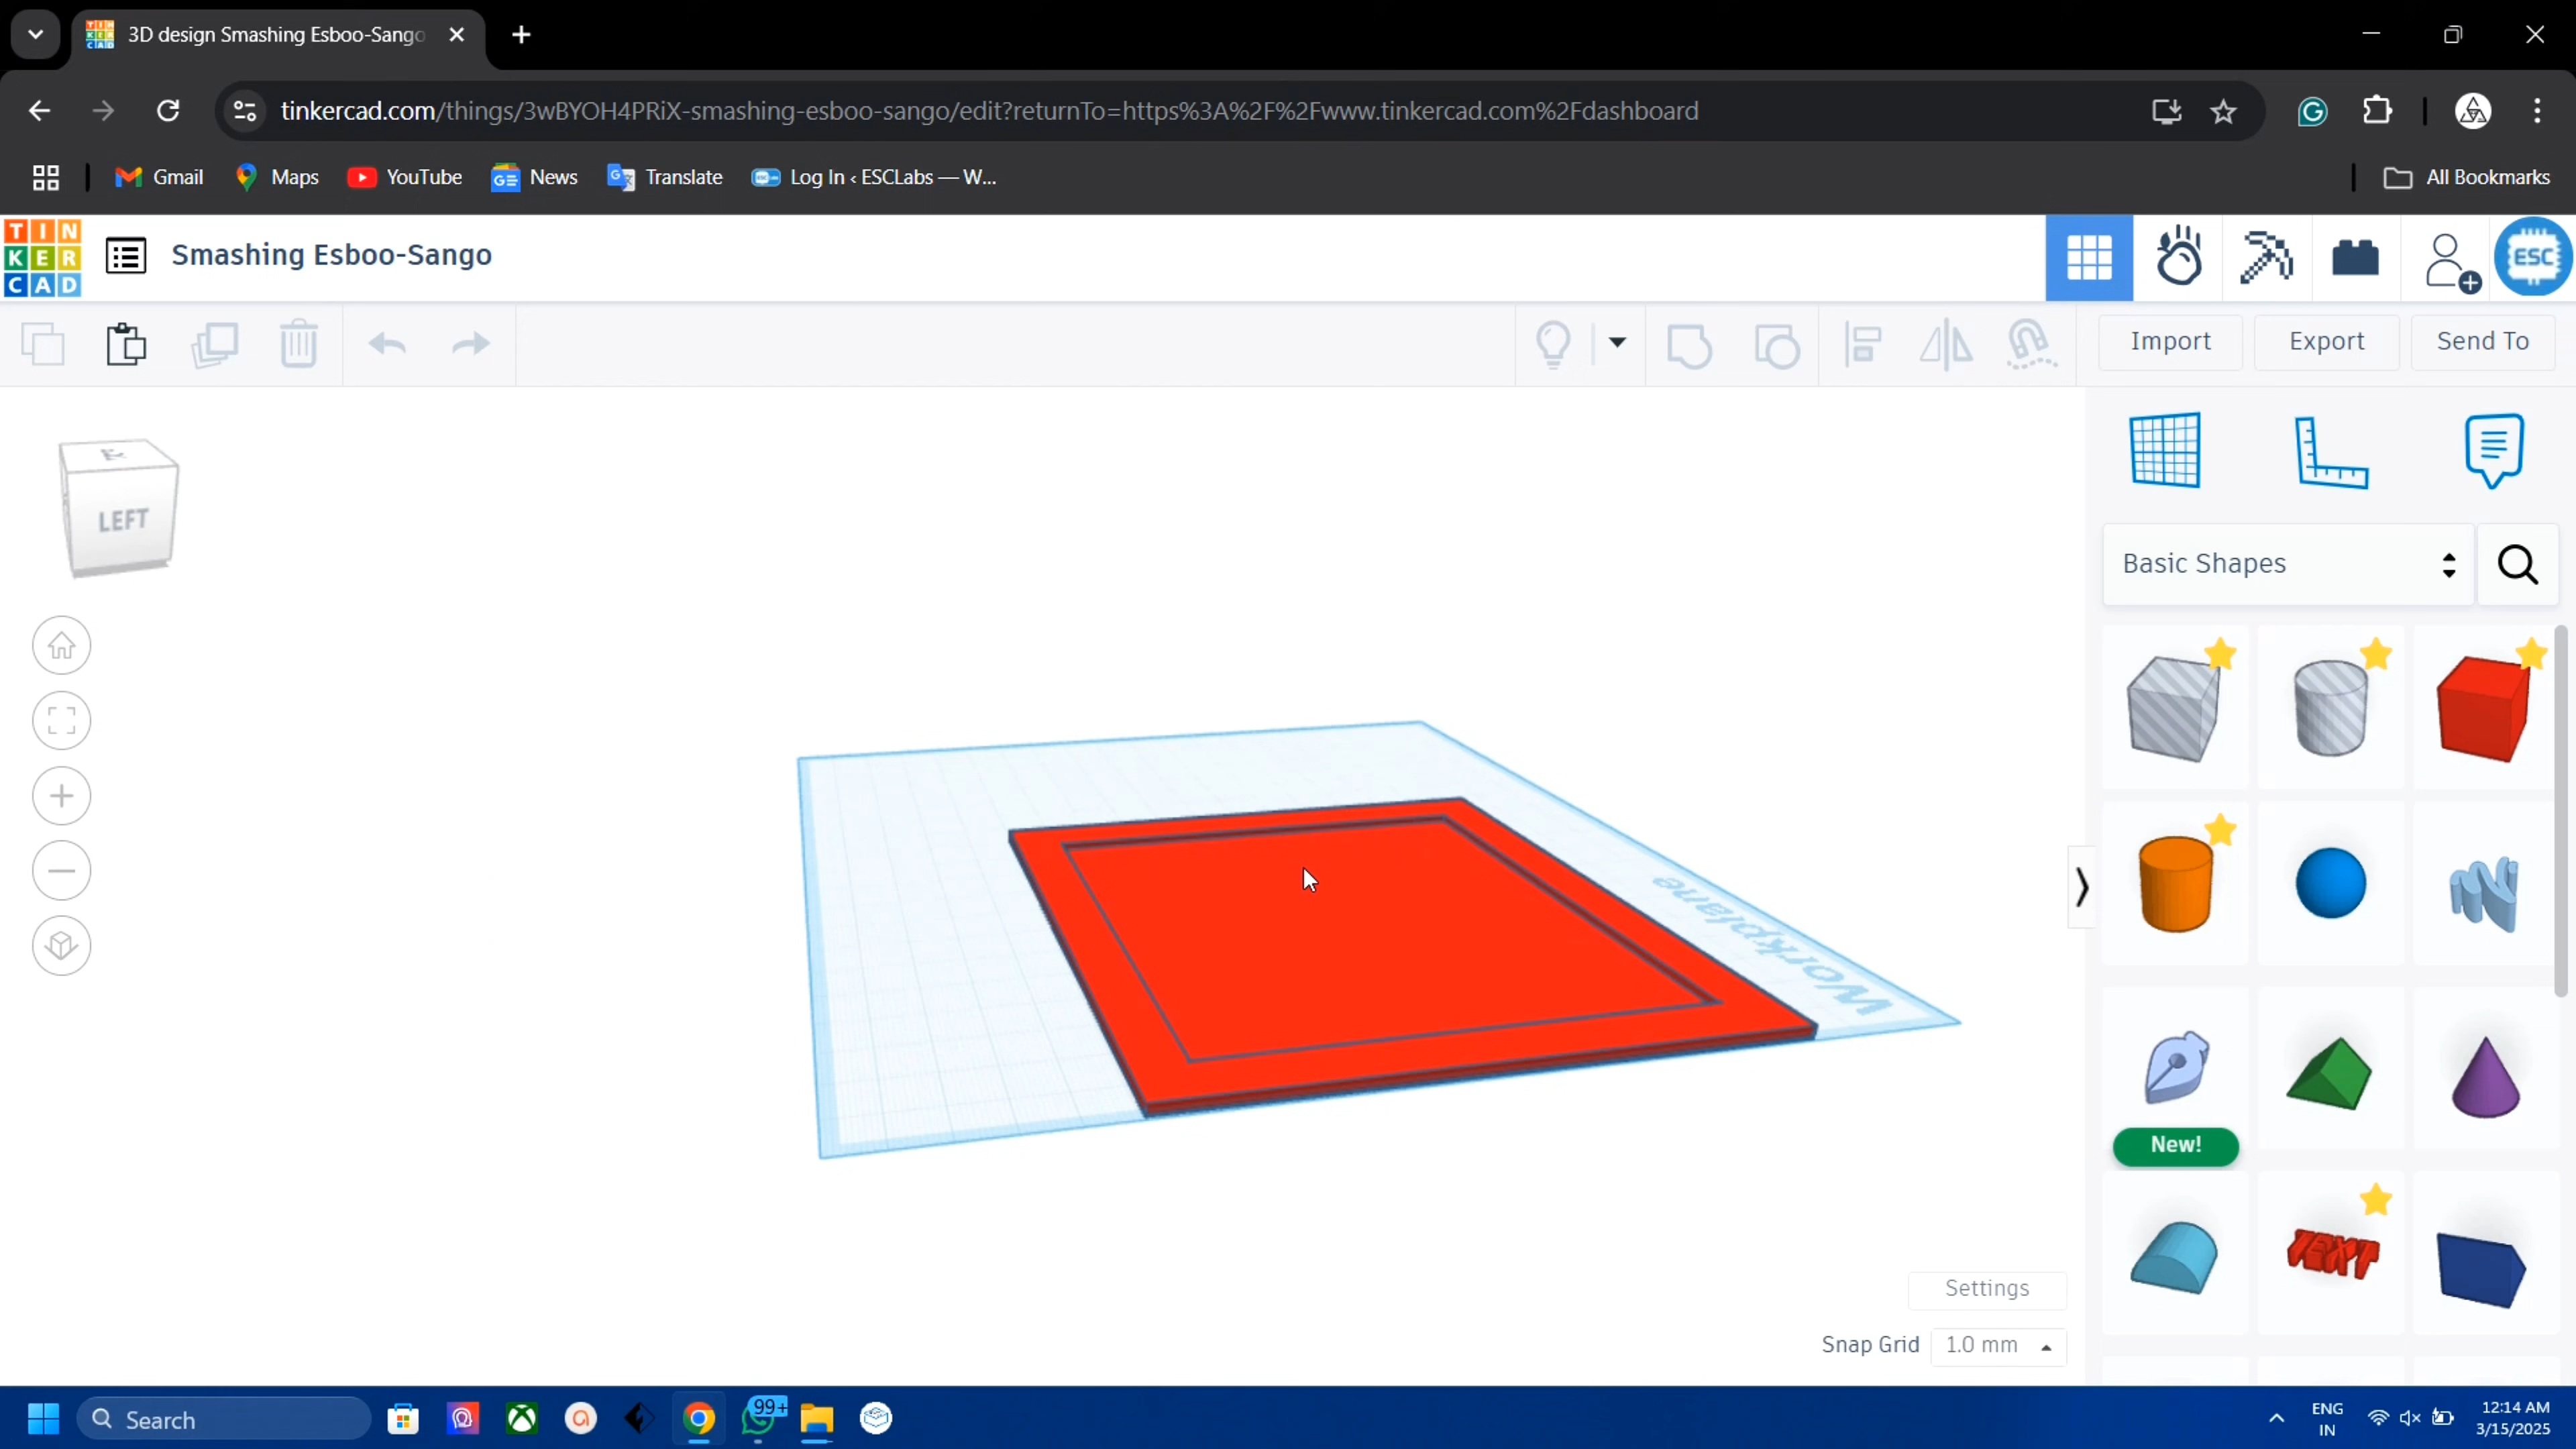 3D design Smashing Esboo-Sango
tinkercad.com/things/3wBYOH4PRiX-smashing-esboo-sango/edit?returnTo=https%3A%2F%2Fwww.tinkercad.com%2Fdashboard
Gmail
Maps
YouTube
News
Translate
Log In ‹ ESCLabs — W...
All Bookmarks
TIN
KER
CAD
Smashing Esboo-Sango
ESC
Import
Export
Send To
LEFT
Basic Shapes
Workplane
New!
TEXT
Settings
Snap Grid
1.0 mm
Search
99+
ENG
IN
12:14 AM
3/15/2025